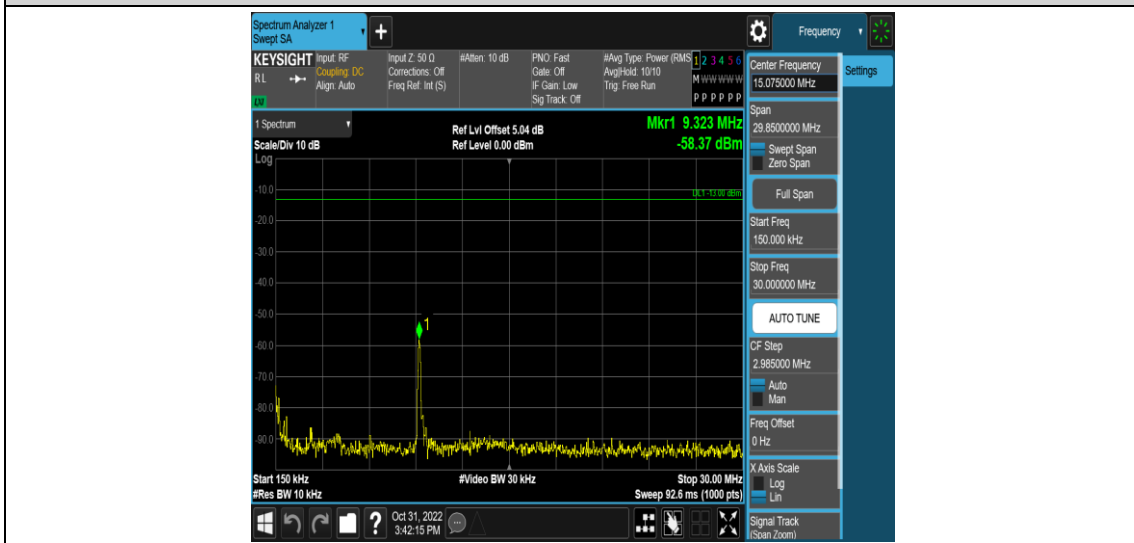 Spectrum Analyzer 1
Swept SA
+
Frequency
KEYSIGHT
RL
LXI
Input: RF
Coupling: DC
Align: Auto
Input Z: 50 Ω
Corrections: Off
Freq Ref: Int (S)
#Atten: 10 dB
PNO: Fast
Gate: Off
IF Gain: Low
Sig Track: Off
#Avg Type: Power (RMS
Avg|Hold: 10/10
Trig: Free Run
1 2 3 4 5 6
M W W W W W
P P P P P P
1 Spectrum
Scale/Div 10 dB
Log
Ref Lvl Offset 5.04 dB
Ref Level 0.00 dBm
Mkr1 9.323 MHz
-58.37 dBm
DL1 -13.00 dBm
-10.0
-20.0
-30.0
-40.0
-50.0
-60.0
-70.0
-80.0
-90.0
1
Start 150 kHz
#Res BW 10 kHz
#Video BW 30 kHz
Stop 30.00 MHz
Sweep 92.6 ms (1000 pts)
Center Frequency
15.075000 MHz
Settings
Span
29.8500000 MHz
Swept Span
Zero Span
Full Span
Start Freq
150.000 kHz
Stop Freq
30.000000 MHz
AUTO TUNE
CF Step
2.985000 MHz
Auto
Man
Freq Offset
0 Hz
X Axis Scale
Log
Lin
Signal Track
(Span Zoom)
?
Oct 31, 2022
3:42:15 PM